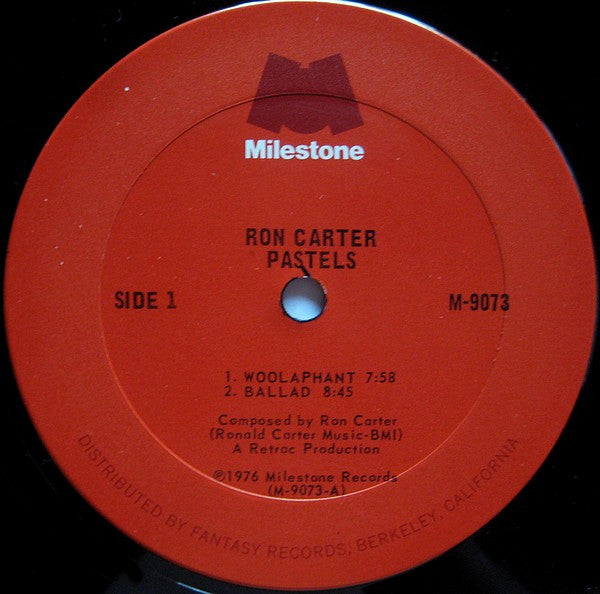 Milestone
RON CARTER
PASTELS
SIDE 1
M-9073
1. WOOLAPHANT 7:58
2. BALLAD 8:45
Composed by Ron Carter
(Ronald Carter Music-BMI)
A Retrac Production
℗1976 Milestone Records
(M-9073-A)
DISTRIBUTED BY FANTASY RECORDS, BERKELEY, CALIFORNIA